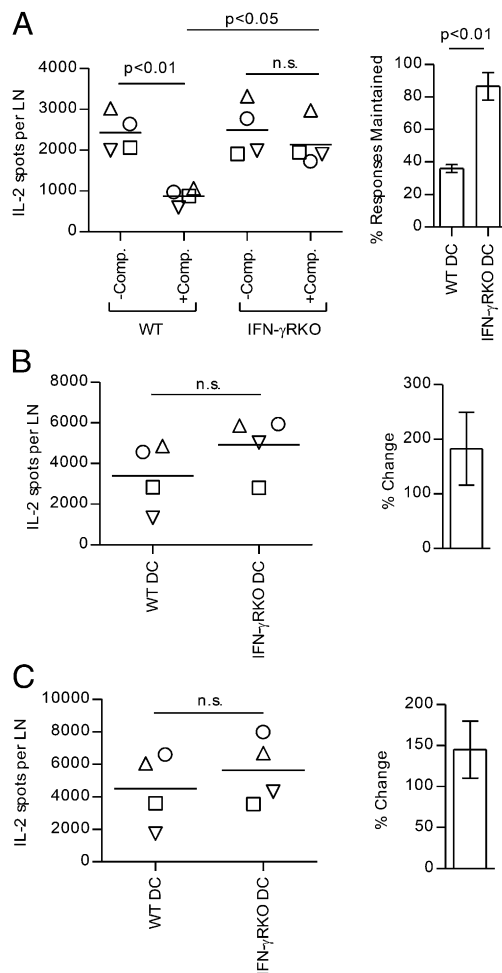 A
p<0.05
p<0.01
n.s.
IL-2 spots per LN
4000
3000
2000
1000
0
-Comp.
+Comp.
-Comp.
+Comp.
WT
IFN-γRKO
p<0.01
% Responses Maintained
100
80
60
40
20
0
WT DC
IFN-γRKO DC
B
n.s.
IL-2 spots per LN
8000
6000
4000
2000
0
WT DC
IFN-γRKO DC
% Change
300
200
100
0
C
n.s.
IL-2 spots per LN
10000
8000
6000
4000
2000
0
WT DC
IFN-γRKO DC
% Change
200
150
100
50
0